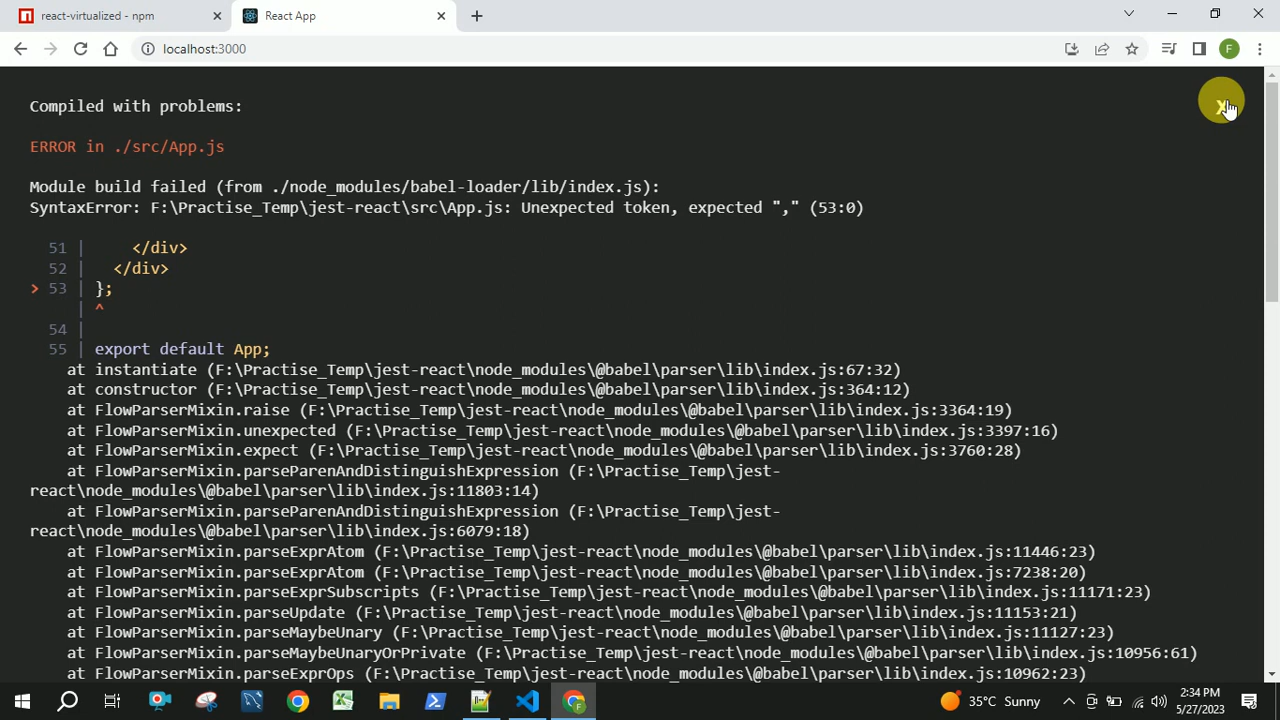 react-virtualized - npm
React App
localhost:3000
F
Compiled with problems:
X
ERROR in ./src/App.js
Module build failed (from ./node_modules/babel-loader/lib/index.js):
SyntaxError: F:\Practise_Temp\jest-react\src\App.js: Unexpected token, expected "," (53:0)
51 |     </div>
52 |   </div>
> 53 | };
| ^
54 |
55 | export default App;
at instantiate (F:\Practise_Temp\jest-react\node_modules\@babel\parser\lib\index.js:67:32)
at constructor (F:\Practise_Temp\jest-react\node_modules\@babel\parser\lib\index.js:364:12)
at FlowParserMixin.raise (F:\Practise_Temp\jest-react\node_modules\@babel\parser\lib\index.js:3364:19)
at FlowParserMixin.unexpected (F:\Practise_Temp\jest-react\node_modules\@babel\parser\lib\index.js:3397:16)
at FlowParserMixin.expect (F:\Practise_Temp\jest-react\node_modules\@babel\parser\lib\index.js:3760:28)
at FlowParserMixin.parseParenAndDistinguishExpression (F:\Practise_Temp\jest-
react\node_modules\@babel\parser\lib\index.js:11803:14)
at FlowParserMixin.parseParenAndDistinguishExpression (F:\Practise_Temp\jest-
react\node_modules\@babel\parser\lib\index.js:6079:18)
at FlowParserMixin.parseExprAtom (F:\Practise_Temp\jest-react\node_modules\@babel\parser\lib\index.js:11446:23)
at FlowParserMixin.parseExprAtom (F:\Practise_Temp\jest-react\node_modules\@babel\parser\lib\index.js:7238:20)
at FlowParserMixin.parseExprSubscripts (F:\Practise_Temp\jest-react\node_modules\@babel\parser\lib\index.js:11171:23)
at FlowParserMixin.parseUpdate (F:\Practise_Temp\jest-react\node_modules\@babel\parser\lib\index.js:11153:21)
at FlowParserMixin.parseMaybeUnary (F:\Practise_Temp\jest-react\node_modules\@babel\parser\lib\index.js:11127:23)
at FlowParserMixin.parseMaybeUnaryOrPrivate (F:\Practise_Temp\jest-react\node_modules\@babel\parser\lib\index.js:10956:61)
at FlowParserMixin.parseExprOps (F:\Practise_Temp\jest-react\node_modules\@babel\parser\lib\index.js:10962:23)
35°C Sunny
2:34 PM
5/27/2023